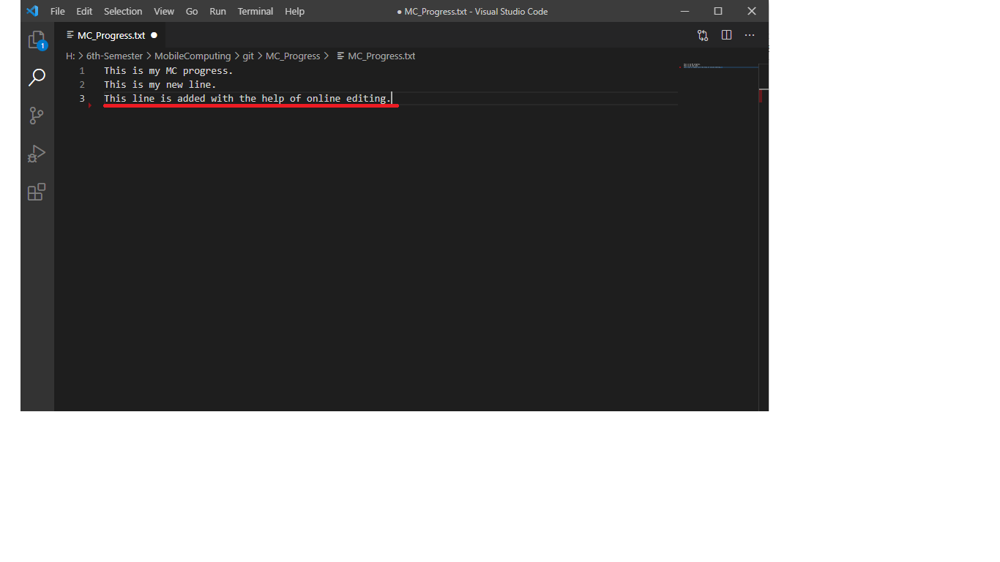 File Edit Selection View Go Run Terminal Help ● MC_Progress.txt - Visual Studio Code
MC_Progress.txt ●
1
H: > 6th-Semester > MobileComputing > git > MC_Progress > MC_Progress.txt
1 This is my MC progress.
2 This is my new line.
3 This line is added with the help of online editing.